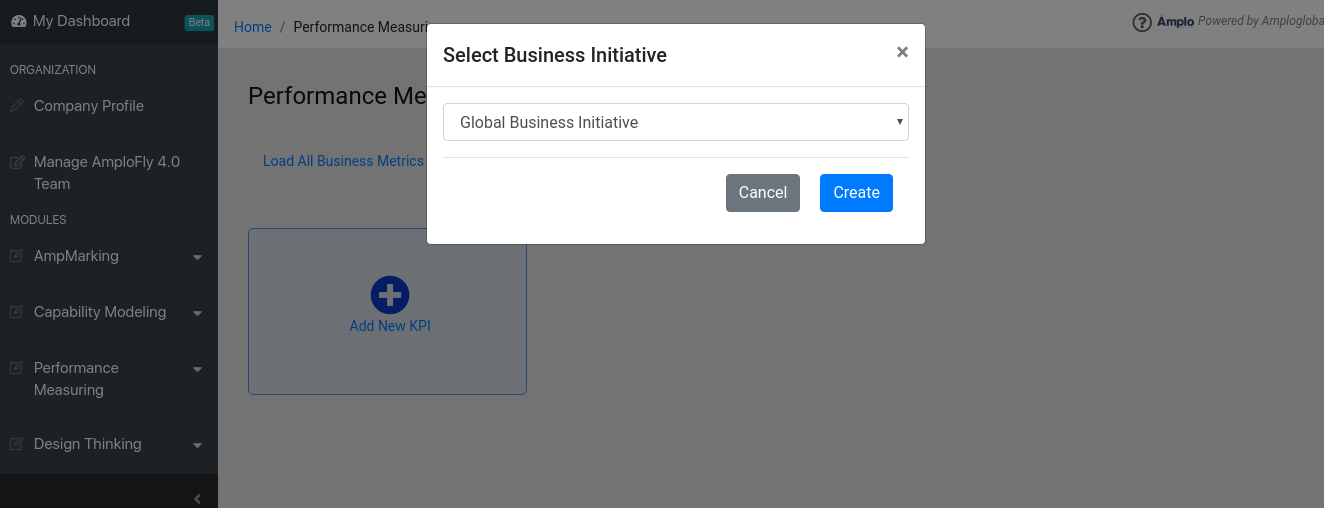 My Dashboard
Beta
ORGANIZATION
Company Profile
Manage AmploFly 4.0
Team
MODULES
AmpMarking
Capability Modeling
Performance
Measuring
Design Thinking
Home / Performance Measuri
? Amplo Powered by Amplogloba
Performance Me
Load All Business Metrics
Add New KPI
Select Business Initiative
×
Global Business Initiative
Cancel
Create